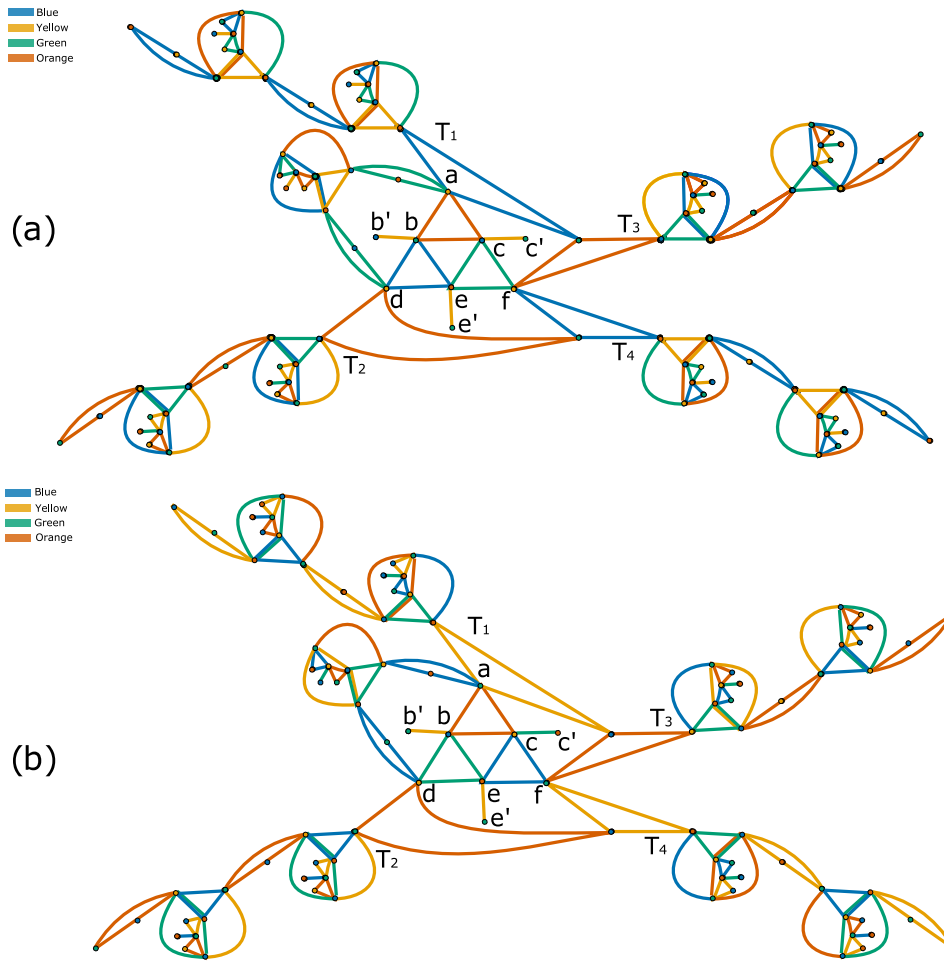 Blue
Yellow
Green
Orange
T1
a
(a)
b'
b
c
c'
T3
d
e
f
e'
T2
T4
Blue
Yellow
Green
Orange
T1
a
b'
b
c
c'
T3
(b)
d
e
f
e'
T2
T4